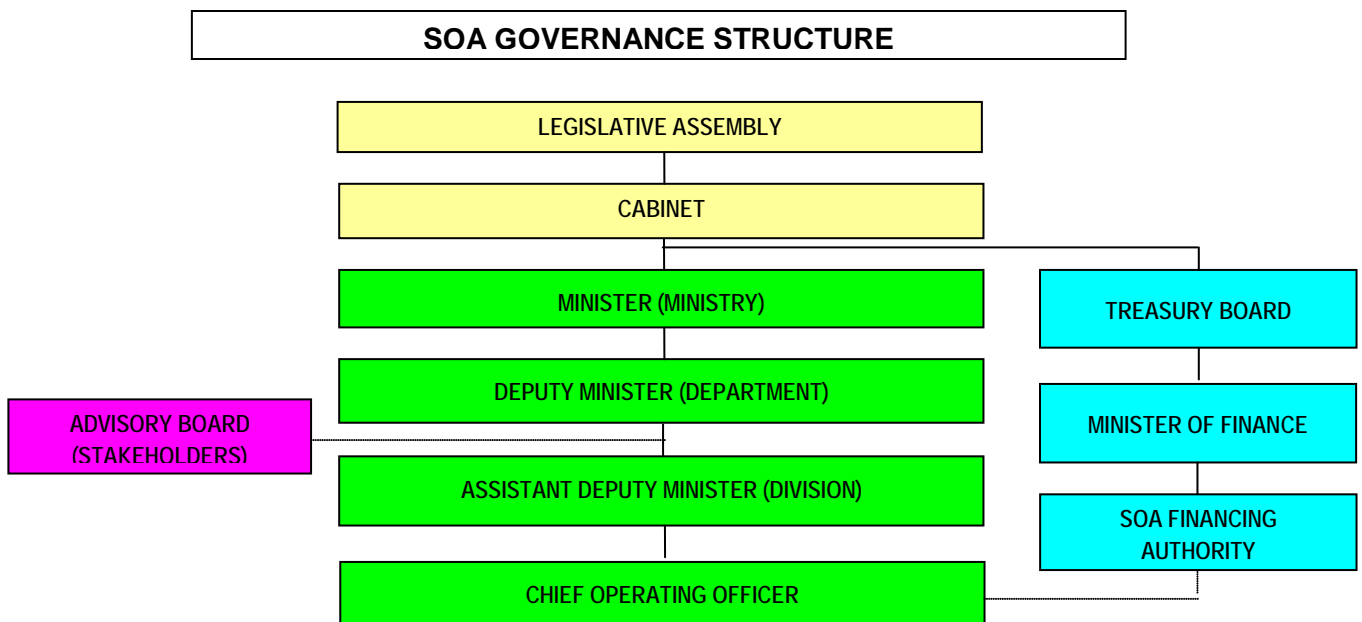 SOA GOVERNANCE STRUCTURE
LEGISLATIVE ASSEMBLY
CABINET
MINISTER (MINISTRY)
TREASURY BOARD
DEPUTY MINISTER (DEPARTMENT)
ADVISORY BOARD
(STAKEHOLDERS)
MINISTER OF FINANCE
ASSISTANT DEPUTY MINISTER (DIVISION)
SOA FINANCING
AUTHORITY
CHIEF OPERATING OFFICER